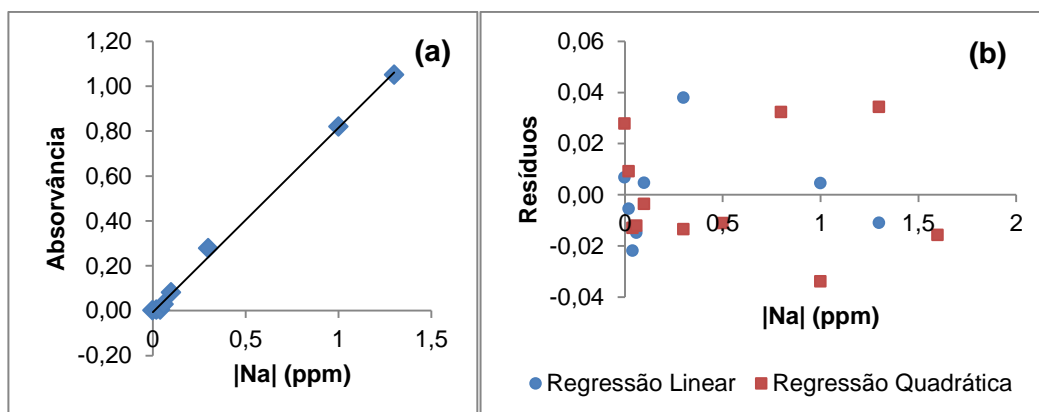 (a)
Absorvância
1,20
1,00
0,80
0,60
0,40
0,20
0,00
-0,20
0
0,5
1
1,5
|Na| (ppm)
(b)
Resíduos
0,06
0,04
0,02
0,00
-0,02
-0,04
0
0,5
1
1,5
2
|Na| (ppm)
Regressão Linear
Regressão Quadrática